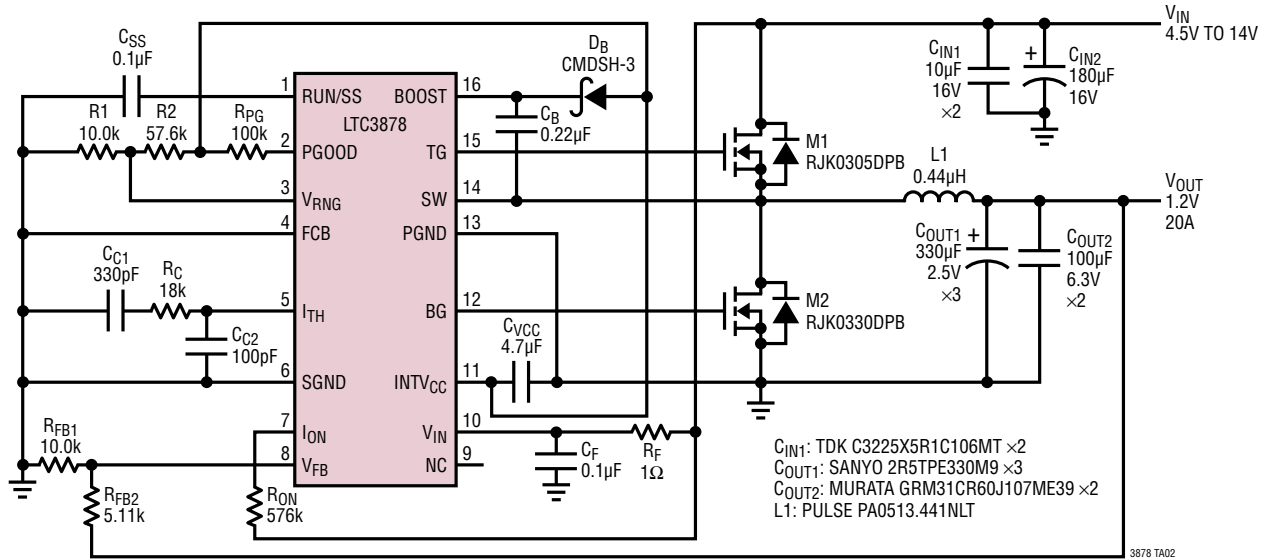 VIN
4.5V TO 14V
CSS
0.1µF
DB
CMDSH-3
CIN1
10µF
16V
×2
+
CIN2
180µF
16V
1
RUN/SS
BOOST
16
LTC3878
R1
10.0k
R2
57.6k
RPG
100k
2
PGOOD
CB
0.22µF
TG
15
M1
RJK0305DPB
L1
0.44µH
3
VRNG
SW
14
VOUT
1.2V
20A
4
FCB
PGND
13
COUT1
330µF
2.5V
×3
+
COUT2
100µF
6.3V
×2
CC1
330pF
RC
18k
5
ITH
BG
12
M2
RJK0330DPB
CC2
100pF
CVCC
4.7µF
6
SGND
INTVCC
11
7
ION
VIN
10
RFB1
10.0k
8
VFB
NC
9
CF
0.1µF
RF
1Ω
RFB2
5.11k
RON
576k
CIN1: TDK C3225X5R1C106MT ×2
COUT1: SANYO 2R5TPE330M9 ×3
COUT2: MURATA GRM31CR60J107ME39 ×2
L1: PULSE PA0513.441NLT
3878 TA02